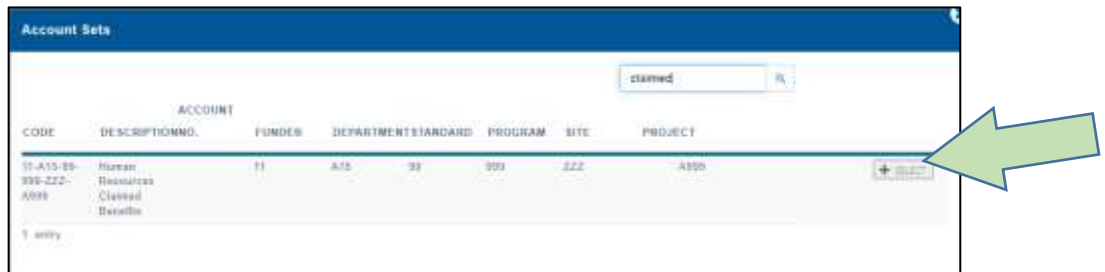 Account Sets
claimed
ACCOUNT
CODE DESCRIPTION NO. FUNDER DEPARTMENT STANDARD PROGRAM SITE PROJECT
11-A15-99- Human 11 A15 99 999 ZZZ A999 + SELECT
999-ZZZ- Resources
A999 Claimed
Benefits
1 entry